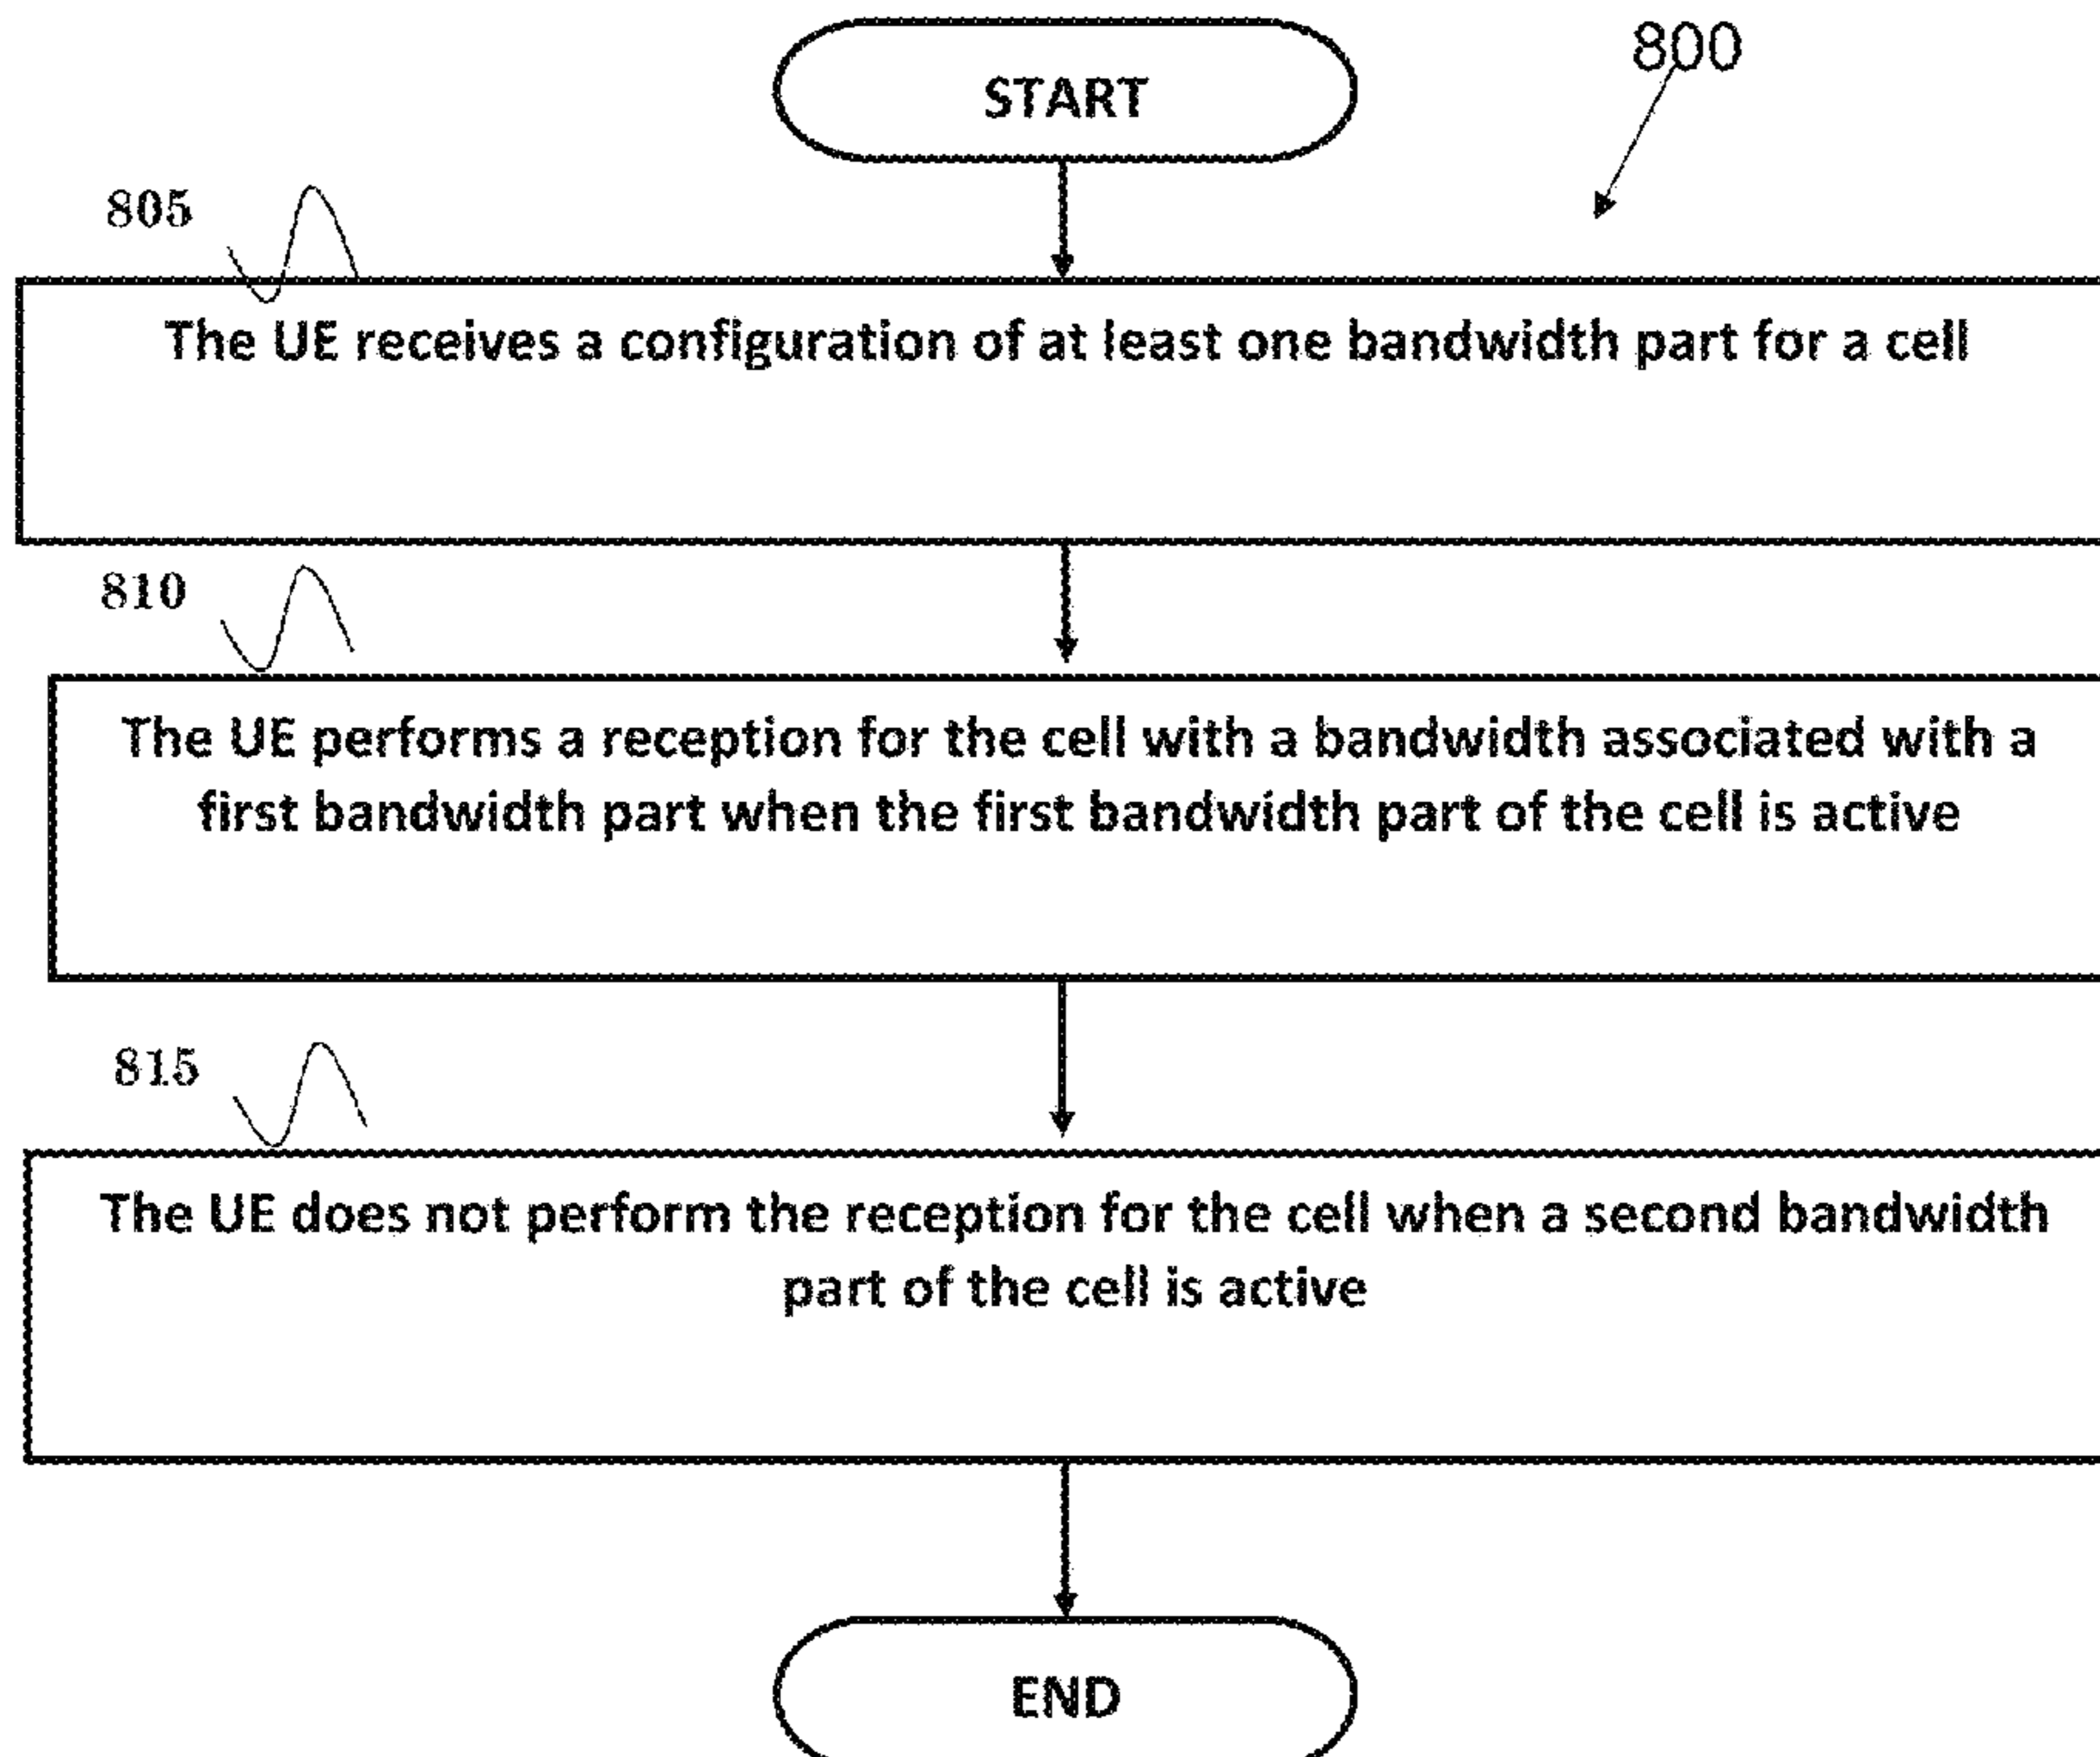 START
800
805
The UE receives a configuration of at least one bandwidth part for a cell
810
The UE performs a reception for the cell with a bandwidth associated with a
first bandwidth part when the first bandwidth part of the cell is active
815
The UE does not perform the reception for the cell when a second bandwidth
part of the cell is active
END